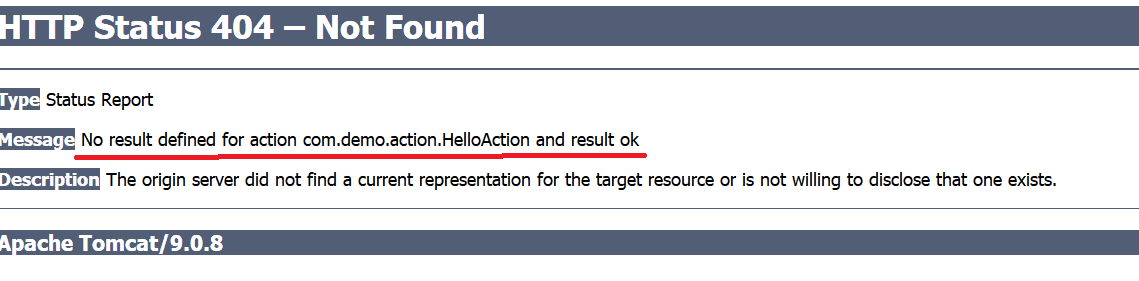 HTTP Status 404 – Not Found
Type Status Report
Message No result defined for action com.demo.action.HelloAction and result ok
Description The origin server did not find a current representation for the target resource or is not willing to disclose that one exists.
Apache Tomcat/9.0.8